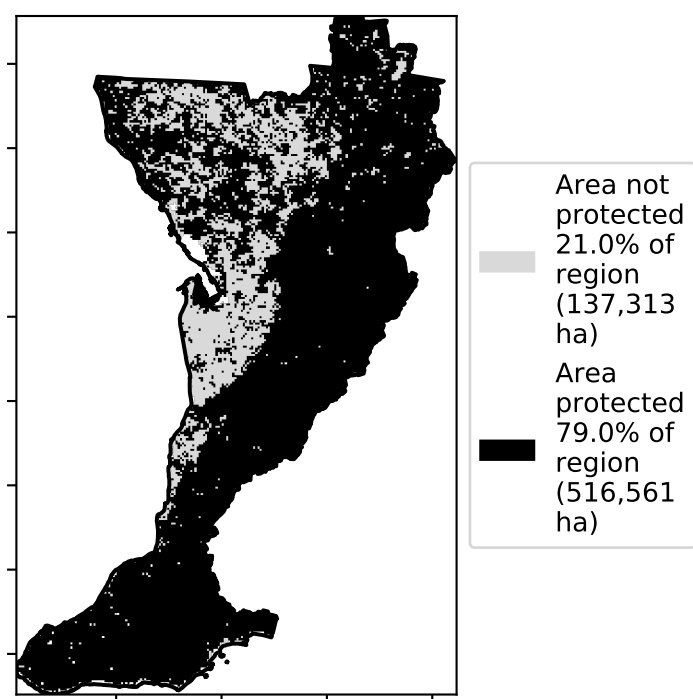 Area not
protected
21.0% of
region
(137,313
ha)
Area
protected
79.0% of
region
(516,561
ha)